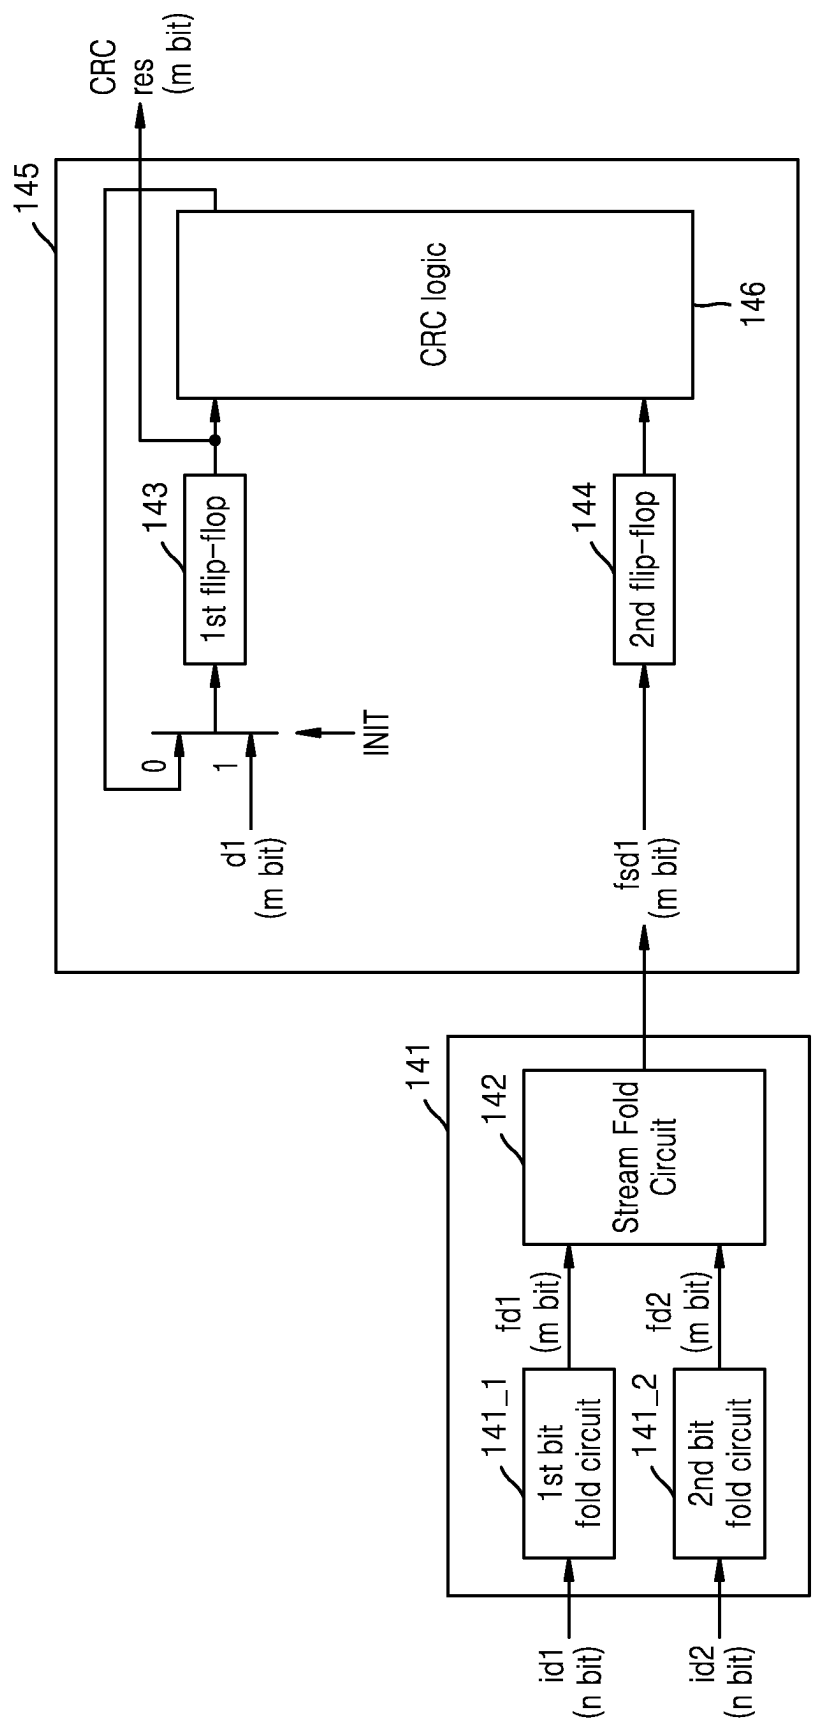 145
CRC
res
(m bit)
0
1
d1
(m bit)
INIT
143
1st flip-flop
CRC logic
146
144
2nd flip-flop
fsd1
(m bit)
141
142
Stream Fold
Circuit
fd1
(m bit)
fd2
(m bit)
141_1
1st bit
fold circuit
141_2
2nd bit
fold circuit
id1
(n bit)
id2
(n bit)